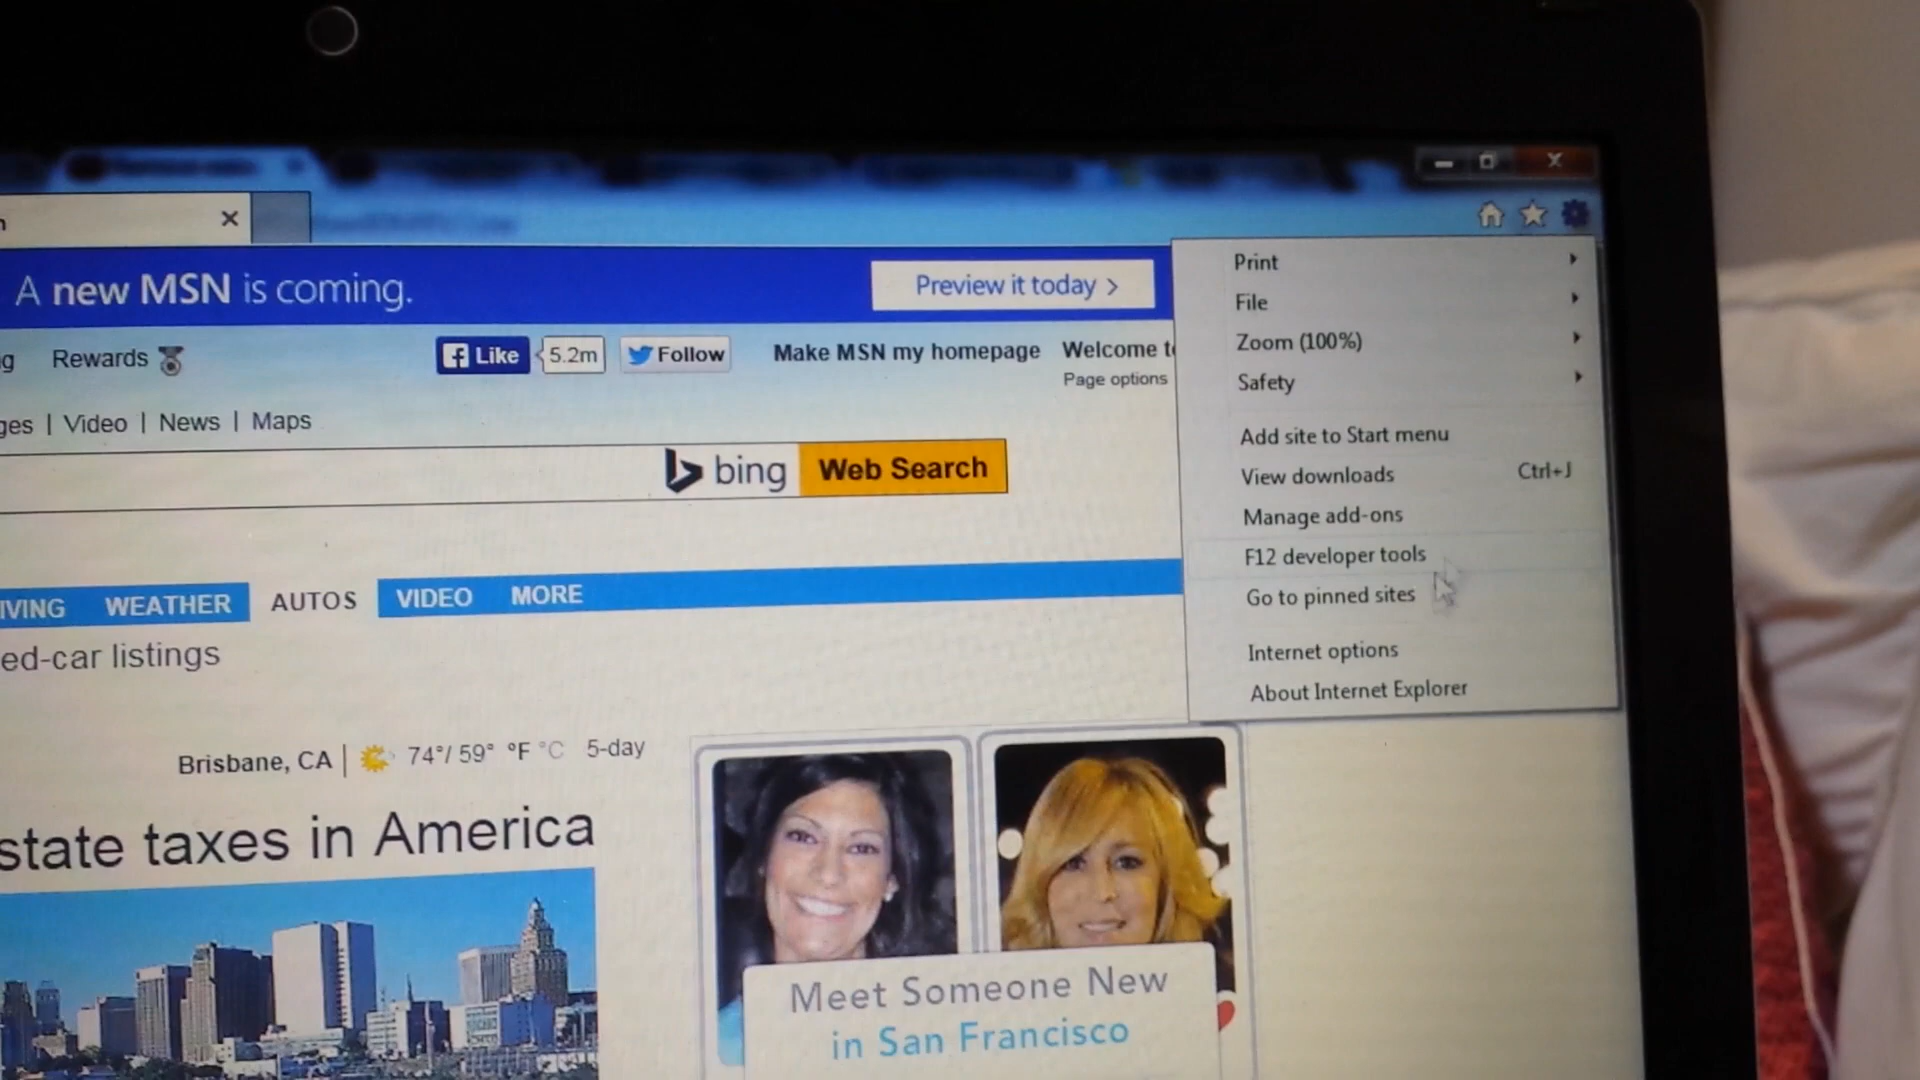 A new MSN is coming.
Preview it today >
Rewards
Like
5.2m
Follow
Make MSN my homepage
Welcome
Page options
| Video | News | Maps
bing
Web Search
WEATHER
AUTOS
VIDEO
MORE
ed-car listings
Brisbane, CA | 74°/ 59° °F °C 5-day
state taxes in America
Meet Someone New
in San Francisco
Print
File
Zoom (100%)
Safety
Add site to Start menu
View downloads Ctrl+J
Manage add-ons
F12 developer tools
Go to pinned sites
Internet options
About Internet Explorer